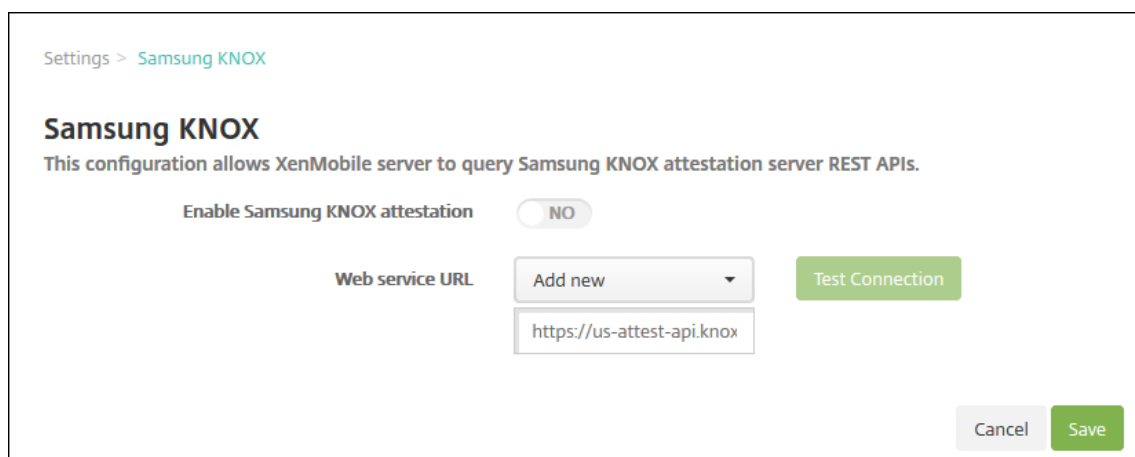 Settings > Samsung KNOX
Samsung KNOX
This configuration allows XenMobile server to query Samsung KNOX attestation server REST APIs.
Enable Samsung KNOX attestation NO
Web service URL Add new Test Connection
https://us-attest-api.knox
Cancel Save